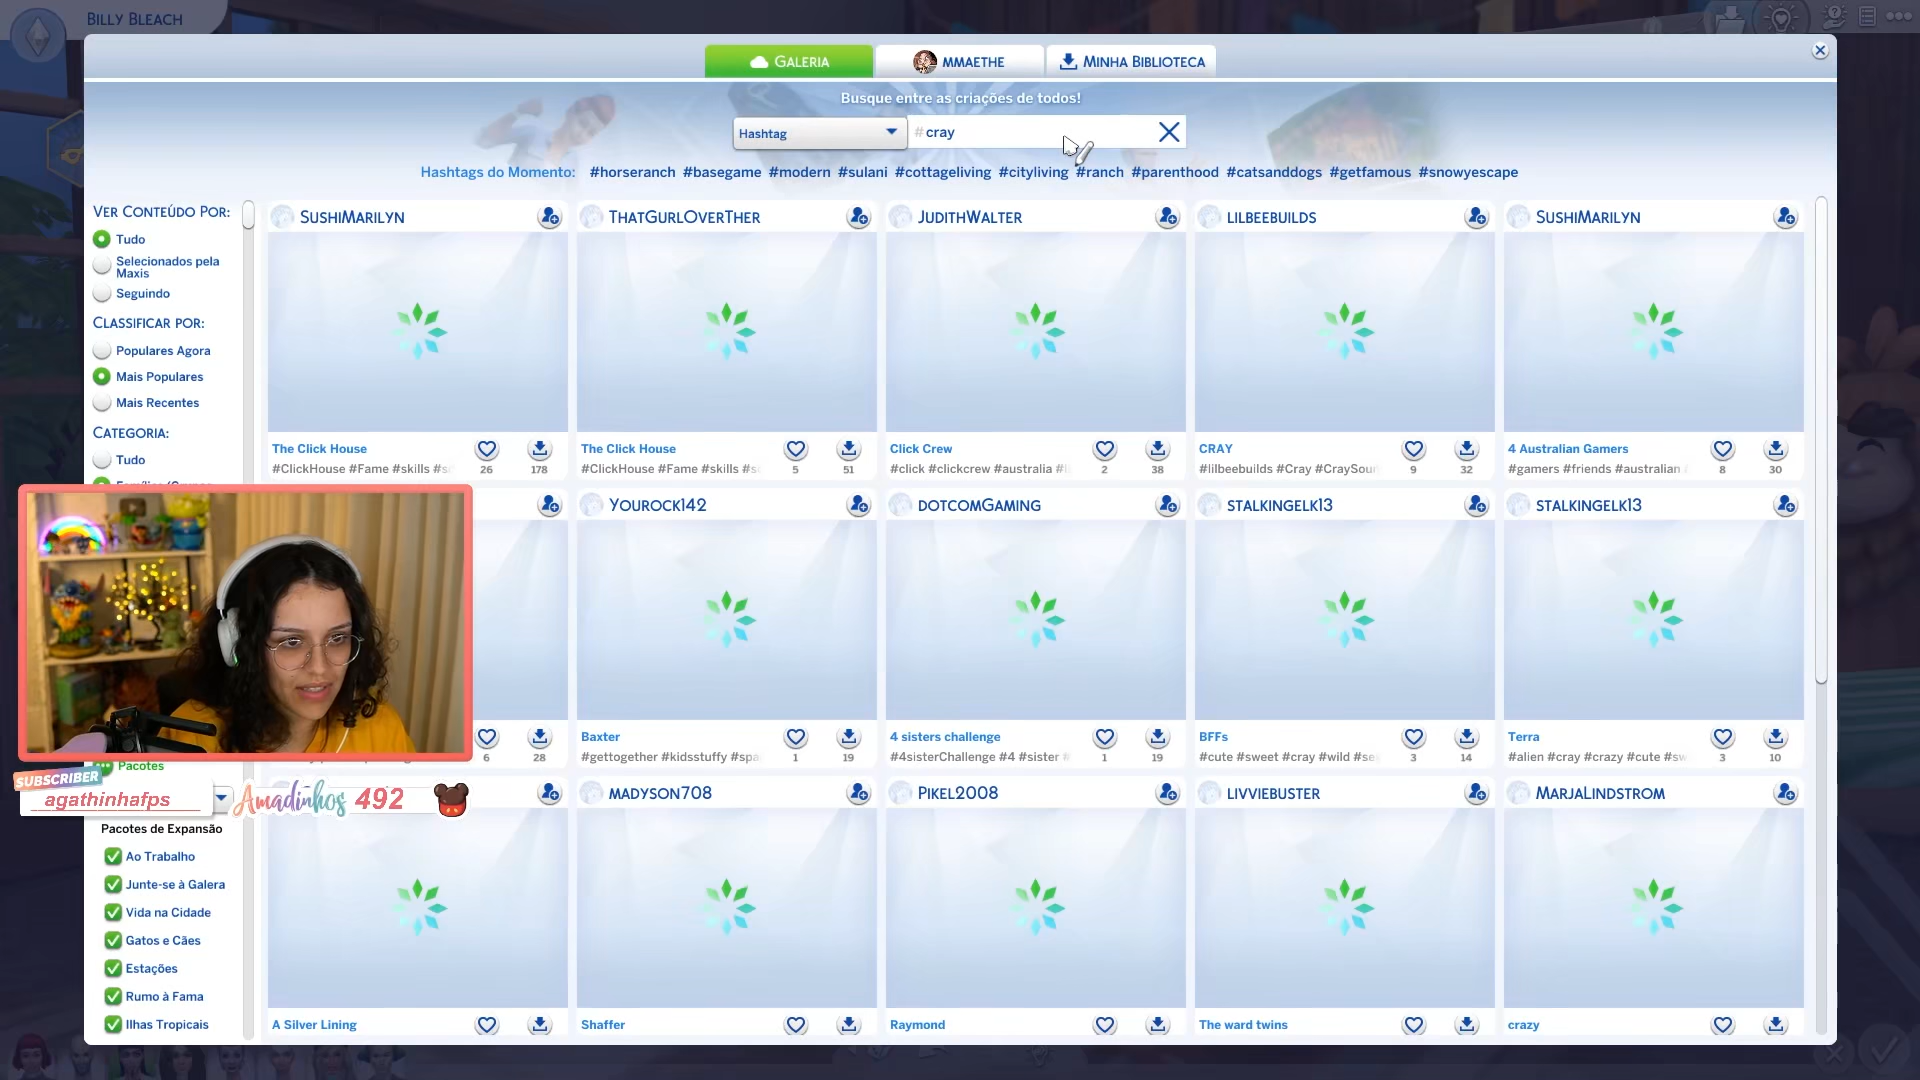 BILLY BLEACH
GALERIA
MMAETHE
MINHA BIBLIOTECA
Busque entre as criações de todos!
Hashtag
#cray
Hashtags do Momento: #horseranch #basegame #modern #sulani #cottageliving #cityliving #ranch #parenthood #catsanddogs #getfamous #snowyescape
VER CONTEÚDO POR:
Tudo
Selecionados pela
Maxis
Seguindo
CLASSIFICAR POR:
Populares Agora
Mais Populares
Mais Recentes
CATEGORIA:
Tudo
SUSHIMARILYN
THATGURLOVERTHER
JUDITHWALTER
LILBEEBUILDS
SUSHIMARILYN
The Click House
26
178
#ClickHouse #Fame #skills
The Click House
5
51
#ClickHouse #Fame #skills
Click Crew
2
38
#click #clickcrew #australia
CRAY
9
32
#lilbeebuilds #Cray #CraySoun
4 Australian Gamers
8
30
#gamers #friends #australian
YOUROCK142
DOTCOMGAMING
STALKINGELK13
STALKINGELK13
6
28
Baxter
1
19
#gettogether #kidsstuffy #spa
4 sisters challenge
1
19
#4sisterChallenge #4 #sister #
BFFs
3
14
#cute #sweet #cray #wild #se
Terra
3
10
#alien #cray #crazy #cute #sw
Pacotes
SUBSCRIBER
agathinhafps
Amadinhos 492
MADYSON708
PIKEL2008
LIVVIEBUSTER
MARJALINDSTROM
Pacotes de Expansão
Ao Trabalho
Junte-se à Galera
Vida na Cidade
Gatos e Cães
Estações
Rumo à Fama
Ilhas Tropicais
A Silver Lining
Shaffer
Raymond
The ward twins
crazy